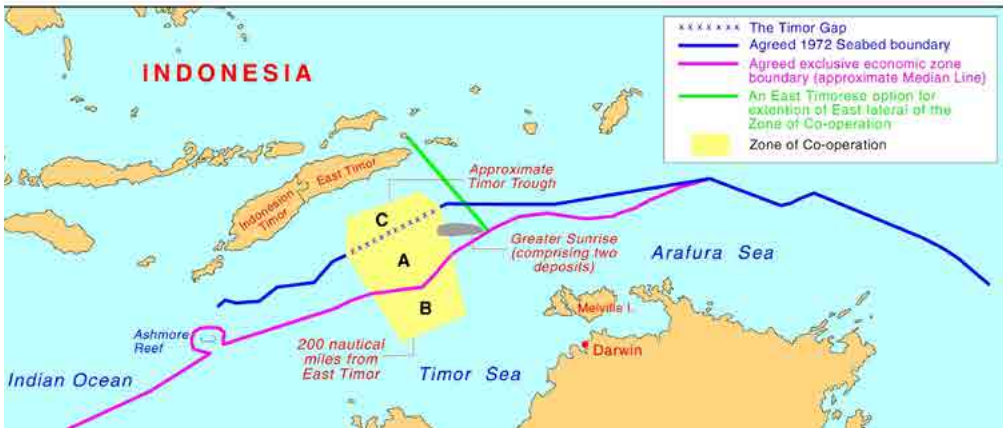 The Timor Gap
Agreed 1972 Seabed boundary
Agreed exclusive economic zone
boundary (approximate Median Line)
An East Timorese option for
extention of East lateral of the
Zone of Co-operation
Zone of Co-operation
INDONESIA
East Timor
Indonesian
Timor
Approximate
Timor Trough
C
A
B
Greater Sunrise
(comprising two
deposits)
Arafura Sea
Melville I.
Darwin
Ashmore
Reef
200 nautical
miles from
East Timor
Timor Sea
Indian Ocean